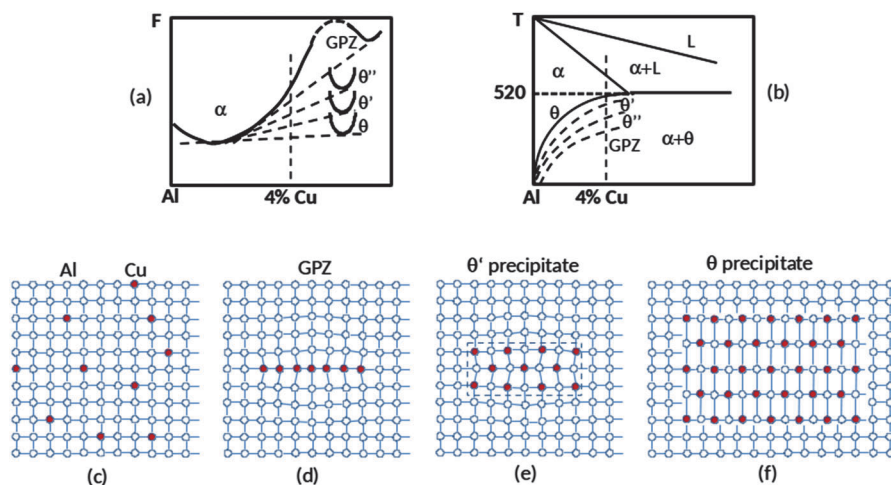 F
GPZ
θ''
α
θ'
θ
(a)
Al
4% Cu
T
L
α
α+L
520
(b)
θ
θ'
θ''
GPZ
α+θ
Al
4% Cu
Al
Cu
GPZ
θ‘ precipitate
θ precipitate
(c)
(d)
(e)
(f)